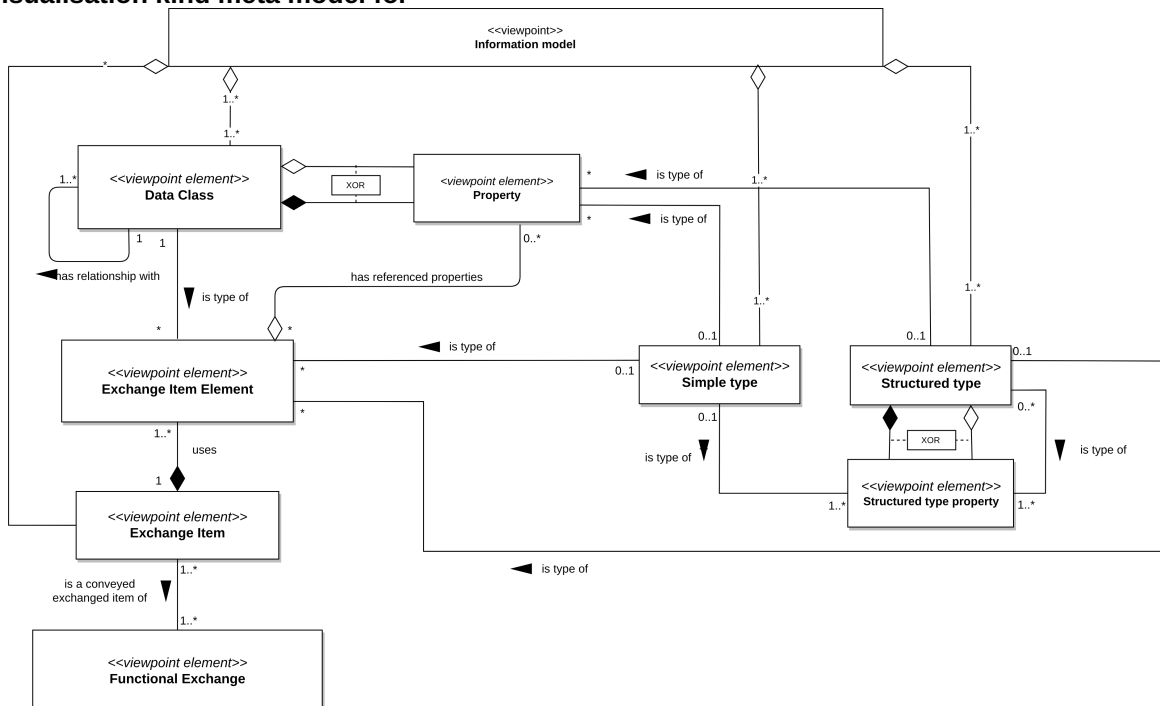 <<viewpoint>>
Information model
*
1..*
1..*
1..*
<<viewpoint element>>
Data Class
1..*
XOR
<<viewpoint element>>
Property
*
is type of
1..*
*
is type of
1
1
0..*
has relationship with
has referenced properties
is type of
1..*
1..*
*
*
0..1
0..1
is type of
0..1
<<viewpoint element>>
Exchange Item Element
*
0..1
<<viewpoint element>>
Simple type
<<viewpoint element>>
Structured type
*
0..1
0..*
1..*
uses
is type of
XOR
is type of
1
<<viewpoint element>>
Structured type property
1..*
1..*
<<viewpoint element>>
Exchange Item
1..*
is type of
is a conveyed
exchanged item of
1..*
<<viewpoint element>>
Functional Exchange